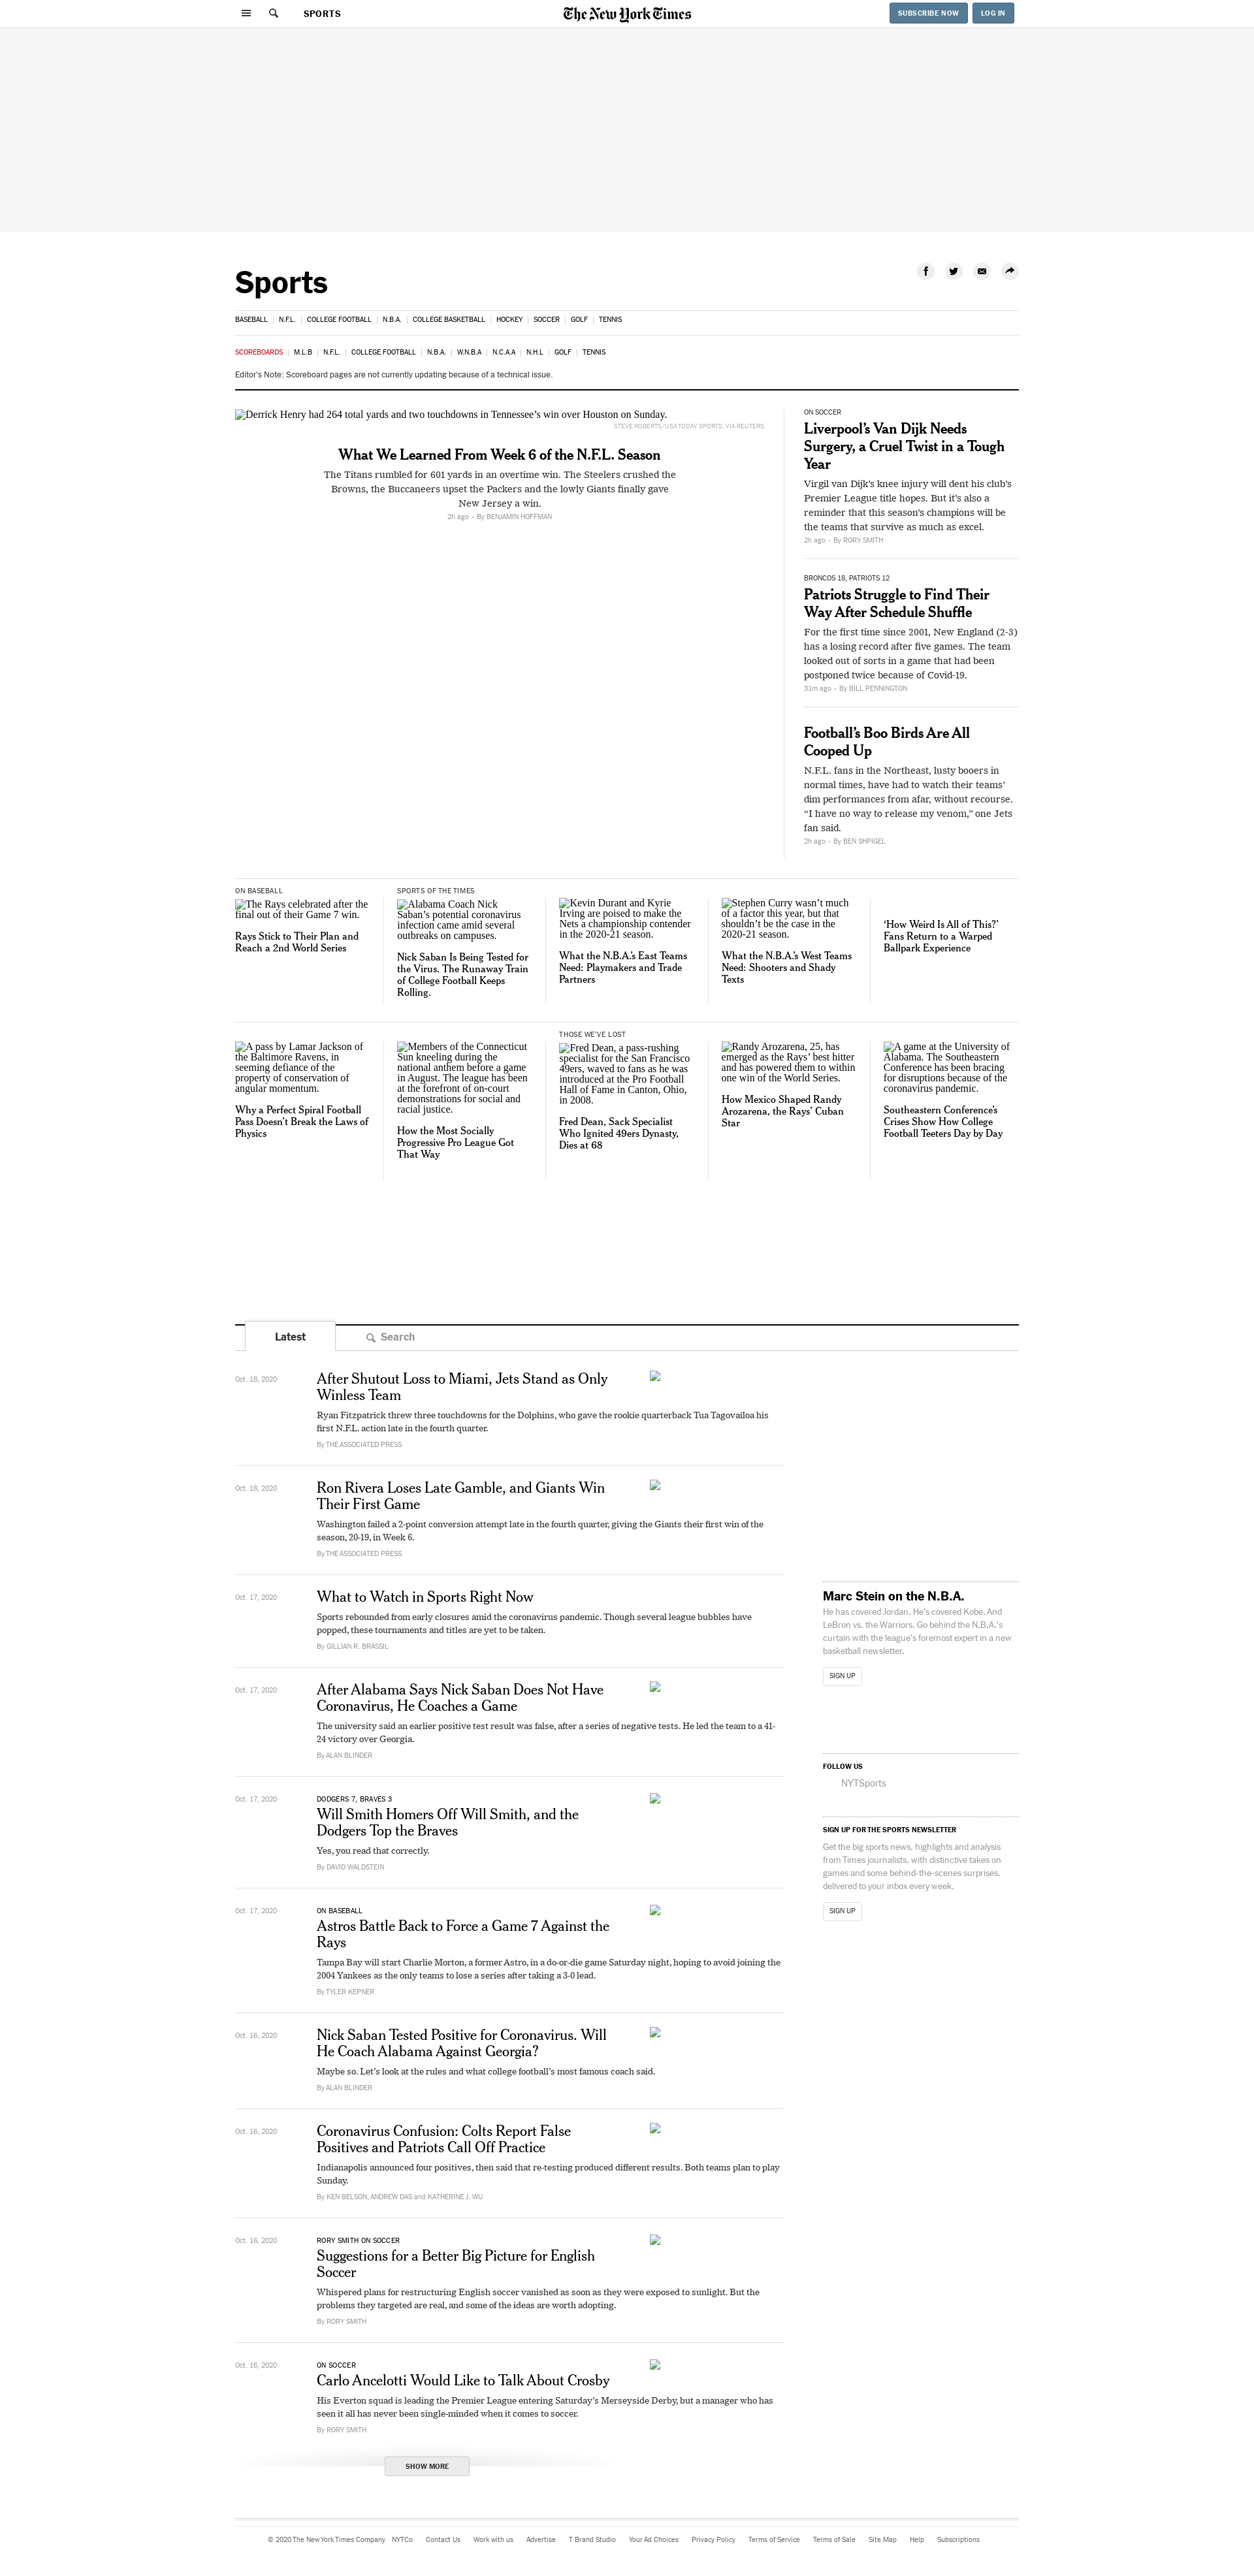 SPORTS
The New York Times
SUBSCRIBE NOW
LOG IN
Sports
BASEBALL | N.F.L. | COLLEGE FOOTBALL | N.B.A. | COLLEGE BASKETBALL | HOCKEY | SOCCER | GOLF | TENNIS
SCOREBOARDS | M.L.B | N.F.L. | COLLEGE FOOTBALL | N.B.A. | W.N.B.A | N.C.A.A | N.H.L | GOLF | TENNIS
Editor's Note: Scoreboard pages are not currently updating because of a technical issue.
Derrick Henry had 264 total yards and two touchdowns in Tennessee’s win over Houston on Sunday.
STEVE ROBERTS/USA TODAY SPORTS, VIA REUTERS
What We Learned From Week 6 of the N.F.L. Season
The Titans rumbled for 601 yards in an overtime win. The Steelers crushed the
Browns, the Buccaneers upset the Packers and the lowly Giants finally gave
New Jersey a win.
2h ago • By BENJAMIN HOFFMAN
ON SOCCER
Liverpool’s Van Dijk Needs
Surgery, a Cruel Twist in a Tough
Year
Virgil van Dijk’s knee injury will dent his club’s
Premier League title hopes. But it’s also a
reminder that this season’s champions will be
the teams that survive as much as excel.
2h ago • By RORY SMITH
BRONCOS 18, PATRIOTS 12
Patriots Struggle to Find Their
Way After Schedule Shuffle
For the first time since 2001, New England (2-3)
has a losing record after five games. The team
looked out of sorts in a game that had been
postponed twice because of Covid-19.
31m ago • By BILL PENNINGTON
Football’s Boo Birds Are All
Cooped Up
N.F.L. fans in the Northeast, lusty booers in
normal times, have had to watch their teams’
dim performances from afar, without recourse.
“I have no way to release my venom,” one Jets
fan said.
2h ago • By BEN SHPIGEL
ON BASEBALL
The Rays celebrated after the
final out of their Game 7 win.
Rays Stick to Their Plan and
Reach a 2nd World Series
SPORTS OF THE TIMES
Alabama Coach Nick
Saban’s potential coronavirus
infection came amid several
outbreaks on campuses.
Nick Saban Is Being Tested for
the Virus. The Runaway Train
of College Football Keeps
Rolling.
Kevin Durant and Kyrie
Irving are poised to make the
Nets a championship contender
in the 2020-21 season.
What the N.B.A.’s East Teams
Need: Playmakers and Trade
Partners
Stephen Curry wasn’t much
of a factor this year, but that
shouldn’t be the case in the
2020-21 season.
What the N.B.A.’s West Teams
Need: Shooters and Shady
Texts
‘How Weird Is All of This?’
Fans Return to a Warped
Ballpark Experience
A pass by Lamar Jackson of
the Baltimore Ravens, in
seeming defiance of the
property of conservation of
angular momentum.
Why a Perfect Spiral Football
Pass Doesn’t Break the Laws of
Physics
Members of the Connecticut
Sun kneeling during the
national anthem before a game
in August. The league has been
at the forefront of on-court
demonstrations for social and
racial justice.
How the Most Socially
Progressive Pro League Got
That Way
THOSE WE’VE LOST
Fred Dean, a pass-rushing
specialist for the San Francisco
49ers, waved to fans as he was
introduced at the Pro Football
Hall of Fame in Canton, Ohio,
in 2008.
Fred Dean, Sack Specialist
Who Ignited 49ers Dynasty,
Dies at 68
Randy Arozarena, 25, has
emerged as the Rays’ best hitter
and has powered them to within
one win of the World Series.
How Mexico Shaped Randy
Arozarena, the Rays’ Cuban
Star
A game at the University of
Alabama. The Southeastern
Conference has been bracing
for disruptions because of the
coronavirus pandemic.
Southeastern Conference’s
Crises Show How College
Football Teeters Day by Day
Latest
Search
Oct. 18, 2020
After Shutout Loss to Miami, Jets Stand as Only
Winless Team
Ryan Fitzpatrick threw three touchdowns for the Dolphins, who gave the rookie quarterback Tua Tagovailoa his
first N.F.L. action late in the fourth quarter.
By THE ASSOCIATED PRESS
Oct. 18, 2020
Ron Rivera Loses Late Gamble, and Giants Win
Their First Game
Washington failed a 2-point conversion attempt late in the fourth quarter, giving the Giants their first win of the
season, 20-19, in Week 6.
By THE ASSOCIATED PRESS
Oct. 17, 2020
What to Watch in Sports Right Now
Sports rebounded from early closures amid the coronavirus pandemic. Though several league bubbles have
popped, these tournaments and titles are yet to be taken.
By GILLIAN R. BRASSIL
Oct. 17, 2020
After Alabama Says Nick Saban Does Not Have
Coronavirus, He Coaches a Game
The university said an earlier positive test result was false, after a series of negative tests. He led the team to a 41-
24 victory over Georgia.
By ALAN BLINDER
Oct. 17, 2020
DODGERS 7, BRAVES 3
Will Smith Homers Off Will Smith, and the
Dodgers Top the Braves
Yes, you read that correctly.
By DAVID WALDSTEIN
Oct. 17, 2020
ON BASEBALL
Astros Battle Back to Force a Game 7 Against the
Rays
Tampa Bay will start Charlie Morton, a former Astro, in a do-or-die game Saturday night, hoping to avoid joining the
2004 Yankees as the only teams to lose a series after taking a 3-0 lead.
By TYLER KEPNER
Oct. 16, 2020
Nick Saban Tested Positive for Coronavirus. Will
He Coach Alabama Against Georgia?
Maybe so. Let’s look at the rules and what college football’s most famous coach said.
By ALAN BLINDER
Oct. 16, 2020
Coronavirus Confusion: Colts Report False
Positives and Patriots Call Off Practice
Indianapolis announced four positives, then said that re-testing produced different results. Both teams plan to play
Sunday.
By KEN BELSON, ANDREW DAS and KATHERINE J. WU
Oct. 16, 2020
RORY SMITH ON SOCCER
Suggestions for a Better Big Picture for English
Soccer
Whispered plans for restructuring English soccer vanished as soon as they were exposed to sunlight. But the
problems they targeted are real, and some of the ideas are worth adopting.
By RORY SMITH
Oct. 16, 2020
ON SOCCER
Carlo Ancelotti Would Like to Talk About Crosby
His Everton squad is leading the Premier League entering Saturday’s Merseyside Derby, but a manager who has
seen it all has never been single-minded when it comes to soccer.
By RORY SMITH
SHOW MORE
Marc Stein on the N.B.A.
He has covered Jordan. He’s covered Kobe. And
LeBron vs. the Warriors. Go behind the N.B.A.’s
curtain with the league’s foremost expert in a new
basketball newsletter.
SIGN UP
FOLLOW US
NYTSports
SIGN UP FOR THE SPORTS NEWSLETTER
Get the big sports news, highlights and analysis
from Times journalists, with distinctive takes on
games and some behind-the-scenes surprises,
delivered to your inbox every week.
SIGN UP
© 2020 The New York Times Company NYTCo Contact Us Work with us Advertise T Brand Studio Your Ad Choices Privacy Policy Terms of Service Terms of Sale Site Map Help Subscriptions